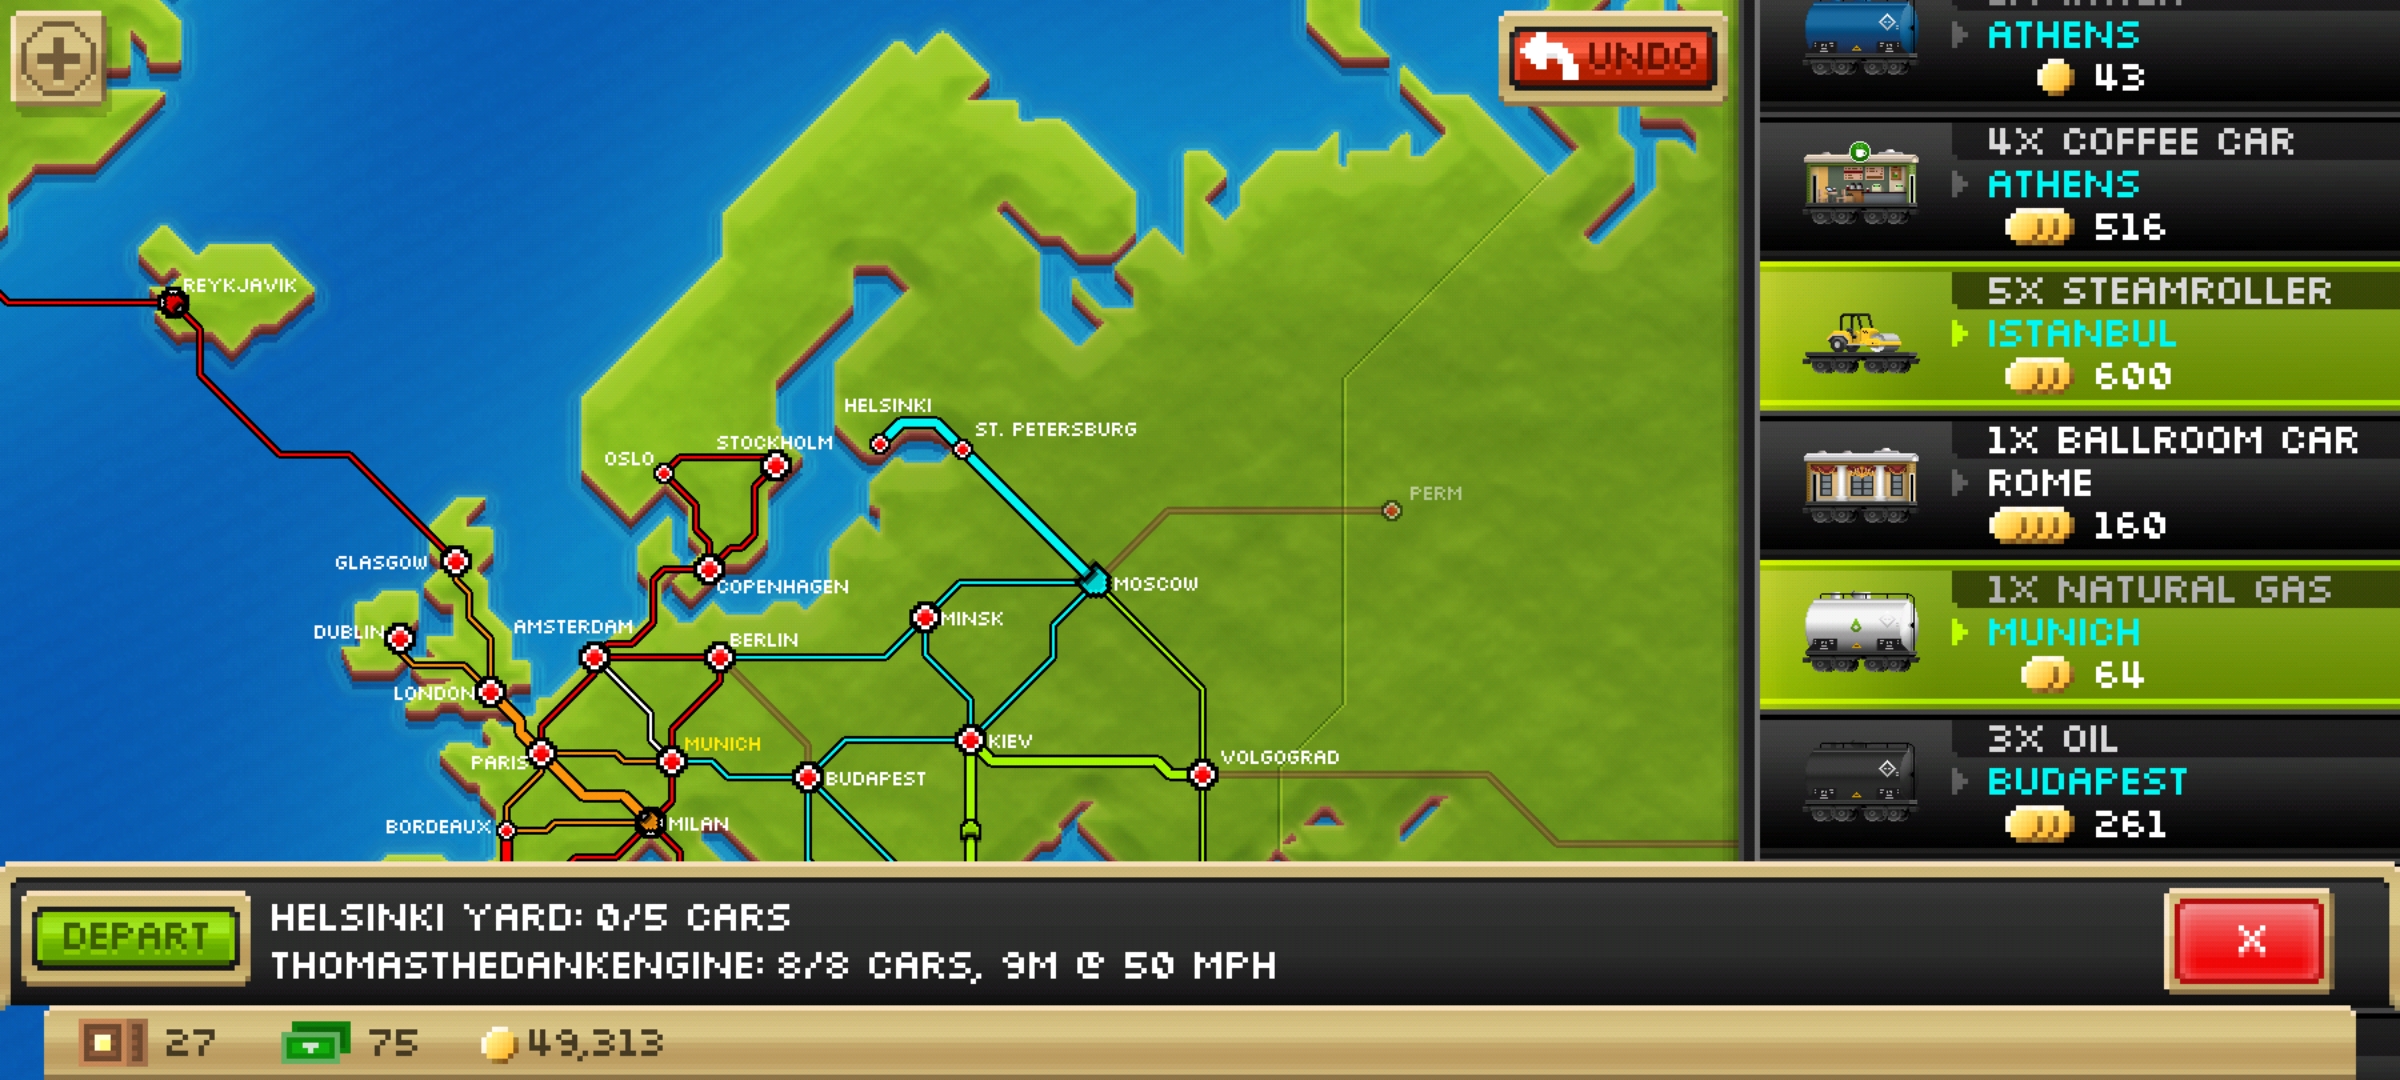 UNDO
ATHENS
43
4X COFFEE CAR
ATHENS
516
5X STEAMROLLER
ISTANBUL
600
1X BALLROOM CAR
ROME
160
1X NATURAL GAS
MUNICH
64
3X OIL
BUDAPEST
261
REYKJAVIK
HELSINKI
ST. PETERSBURG
STOCKHOLM
OSLO
PERM
GLASGOW
COPENHAGEN
MOSCOW
DUBLIN
AMSTERDAM
BERLIN
MINSK
LONDON
PARIS
MUNICH
BUDAPEST
KIEV
VOLGOGRAD
BORDEAUX
MILAN
DEPART
HELSINKI YARD: 0/5 CARS
THOMASTHEDANKENGINE: 8/8 CARS, 9M @ 50 MPH
X
27
75
49,313